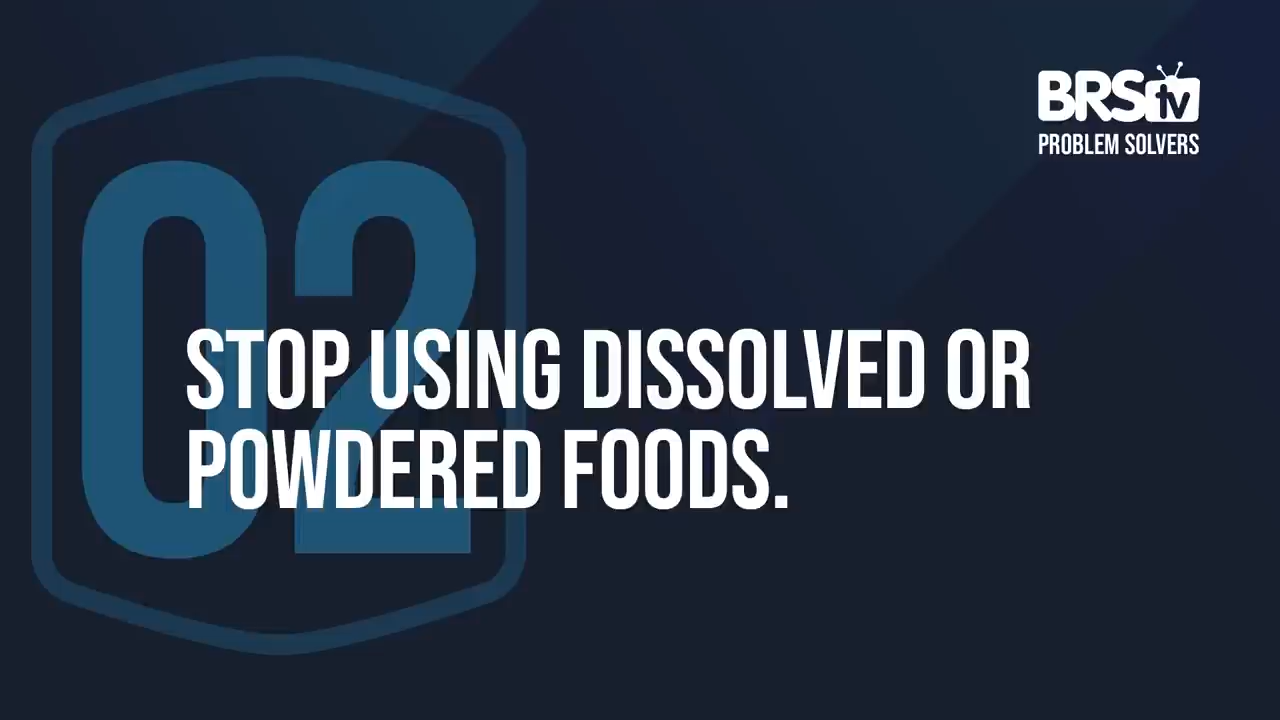 BRStv
PROBLEM SOLVERS
02
STOP USING DISSOLVED OR
POWDERED FOODS.